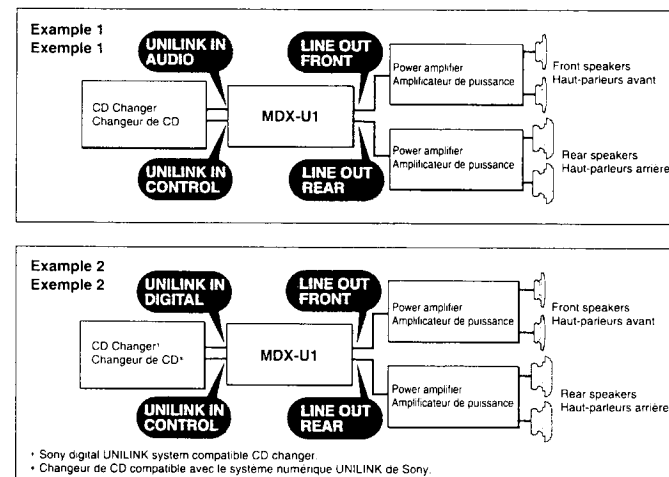 Example 1
Exemple 1
UNILINK IN
AUDIO
LINE OUT
FRONT
CD Changer
Changeur de CD
MDX-U1
Power amplifier
Amplificateur de puissance
Front speakers
Haut-parleurs avant
Power amplifier
Amplificateur de puissance
Rear speakers
Haut-parleurs arrière
UNILINK IN
CONTROL
LINE OUT
REAR
Example 2
Exemple 2
UNILINK IN
DIGITAL
LINE OUT
FRONT
CD Changer*
Changeur de CD*
MDX-U1
Power amplifier
Amplificateur de puissance
Front speakers
Haut-parleurs avant
Power amplifier
Amplificateur de puissance
Rear speakers
Haut-parleurs arrière
UNILINK IN
CONTROL
LINE OUT
REAR
* Sony digital UNILINK system compatible CD changer.
* Changeur de CD compatible avec le système numérique UNILINK de Sony.